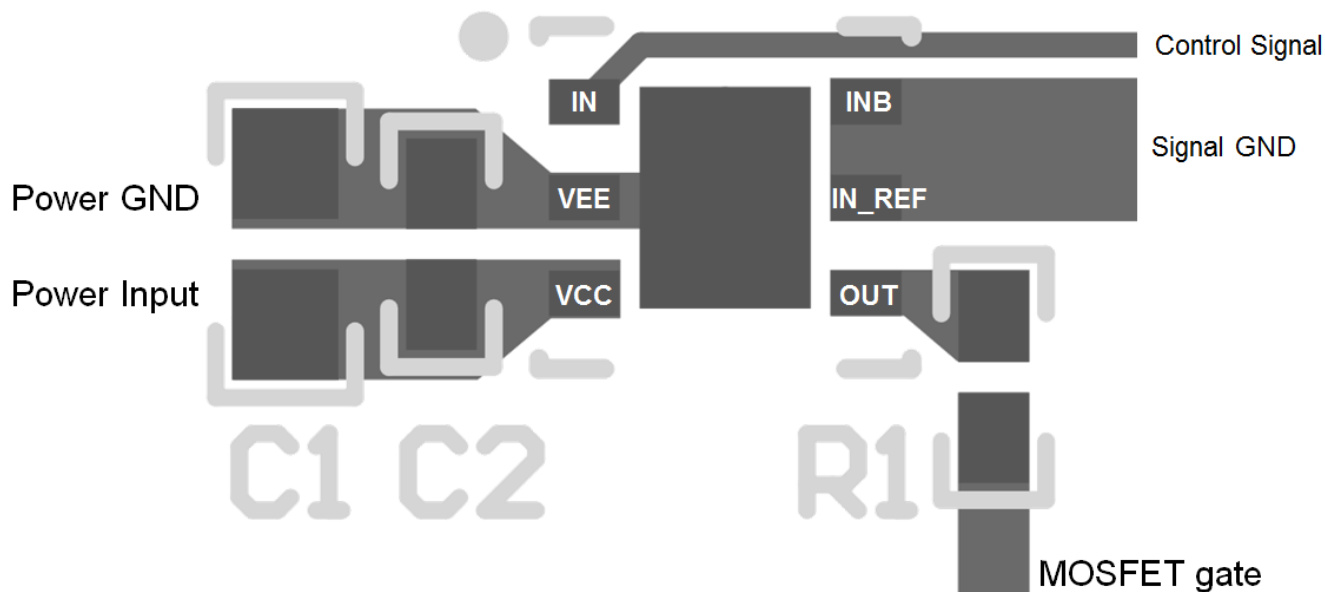 Control Signal
IN
INB
Signal GND
Power GND
VEE
IN_REF
Power Input
VCC
OUT
C1
C2
R1
MOSFET gate